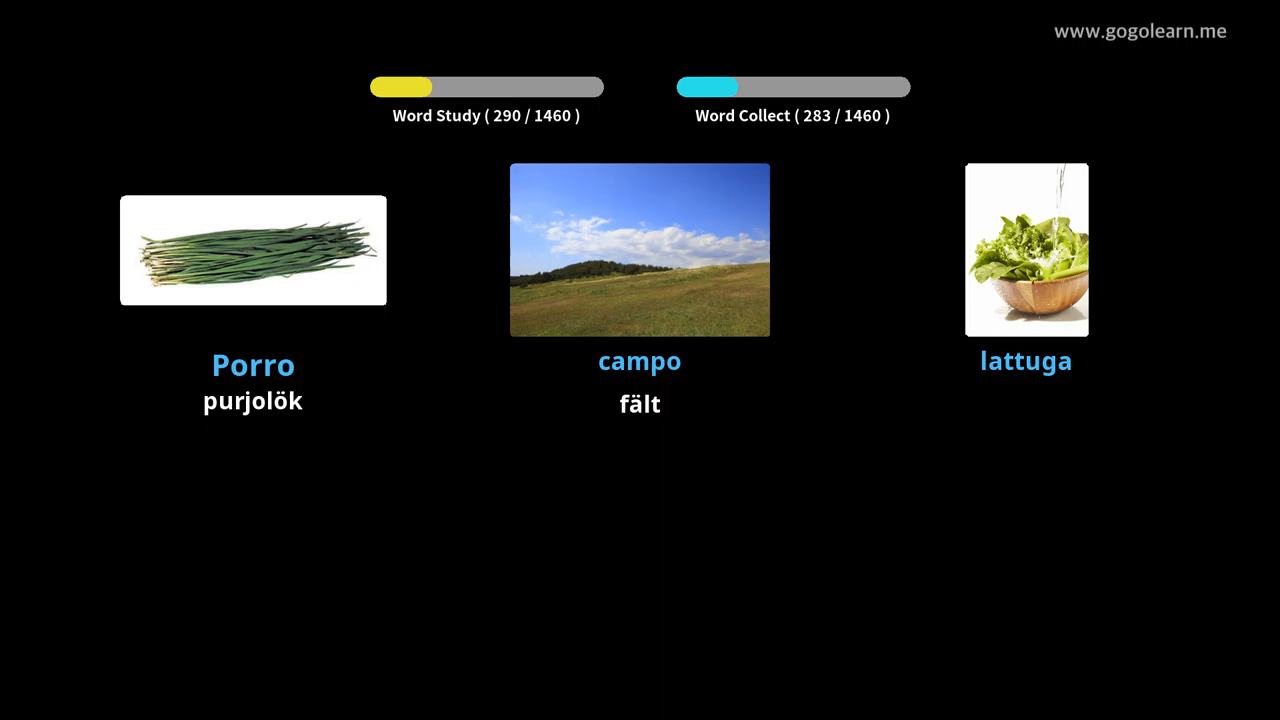 www.gogolearn.me
Word Study ( 290 / 1460 )
Word Collect ( 283 / 1460 )
Porro
purjolök
campo
fält
lattuga